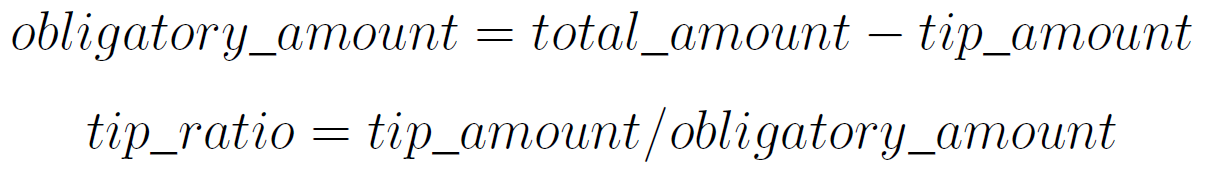 obligatory_amount = total_amount − tip_amount
tip_ratio = tip_amount/obligatory_amount